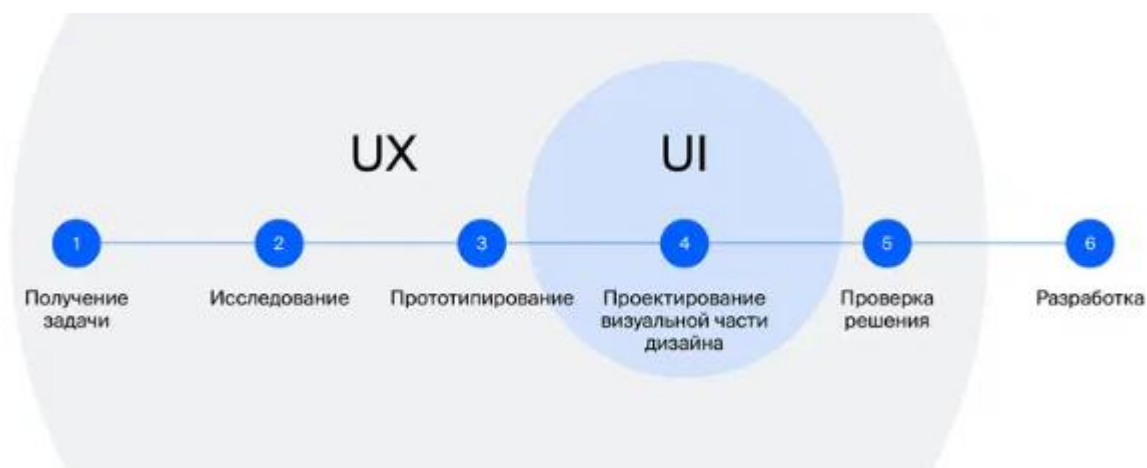 UX
UI
1
2
3
4
5
6
Получение
задачи
Исследование
Прототипирование
Проектирование
визуальной части
дизайна
Проверка
решения
Разработка